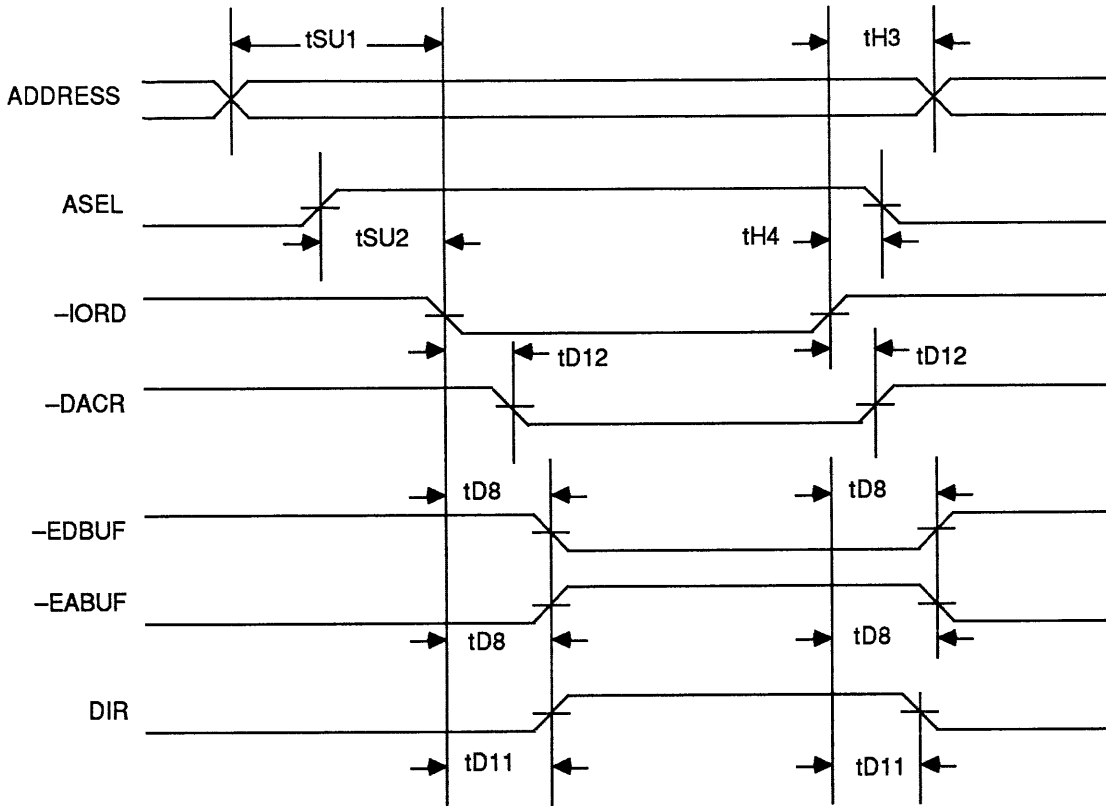 tSU1
tH3
ADDRESS
ASEL
tSU2
tH4
–IORD
tD12
tD12
–DACR
tD8
tD8
–EDBUF
–EABUF
tD8
tD8
DIR
tD11
tD11